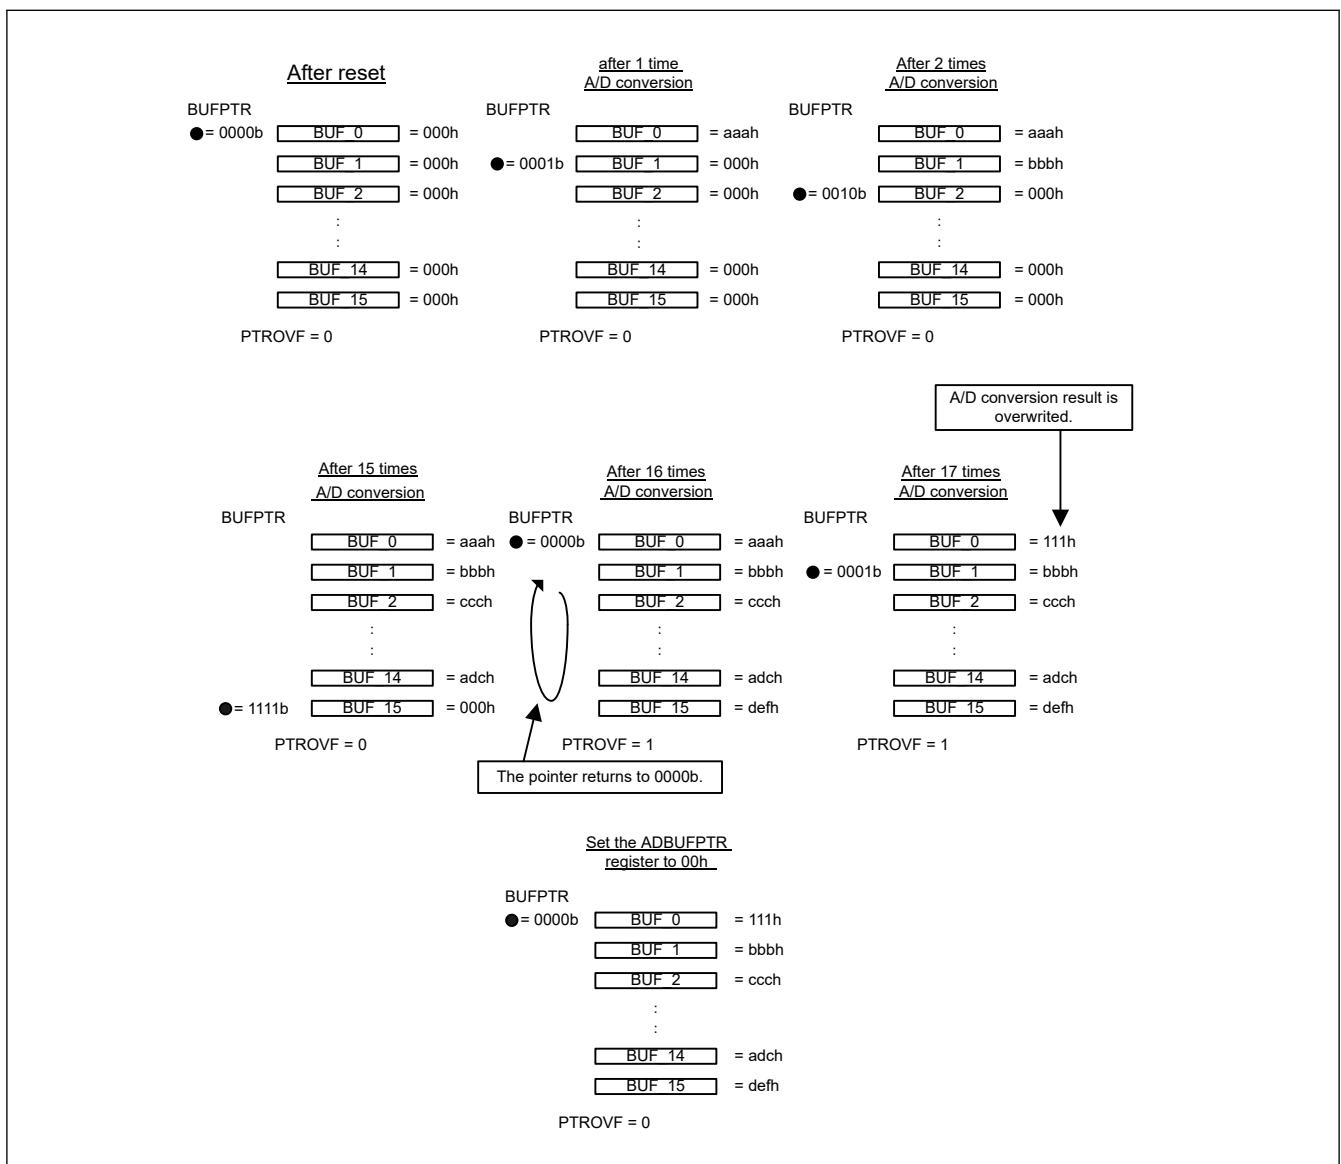 After reset
BUFPTR
= 0000b BUF_0 = 000h
BUF_1 = 000h
BUF_2 = 000h
:
:
BUF_14 = 000h
BUF_15 = 000h
PTROVF = 0
after 1 time
A/D conversion
BUFPTR
BUF_0 = aaah
= 0001b BUF_1 = 000h
BUF_2 = 000h
:
:
BUF_14 = 000h
BUF_15 = 000h
PTROVF = 0
After 2 times
A/D conversion
BUFPTR
BUF_0 = aaah
BUF_1 = bbbh
= 0010b BUF_2 = 000h
:
:
BUF_14 = 000h
BUF_15 = 000h
PTROVF = 0
After 15 times
A/D conversion
BUFPTR
BUF_0 = aaah
BUF_1 = bbbh
BUF_2 = ccch
:
:
BUF_14 = adch
= 1111b BUF_15 = 000h
PTROVF = 0
After 16 times
A/D conversion
BUFPTR
= 0000b BUF_0 = aaah
BUF_1 = bbbh
BUF_2 = ccch
:
:
BUF_14 = adch
BUF_15 = defh
PTROVF = 1
The pointer returns to 0000b.
A/D conversion result is
overwrited.
After 17 times
A/D conversion
BUFPTR
BUF_0 = 111h
= 0001b BUF_1 = bbbh
BUF_2 = ccch
:
:
BUF_14 = adch
BUF_15 = defh
PTROVF = 1
Set the ADBUFPTR
register to 00h
BUFPTR
= 0000b BUF_0 = 111h
BUF_1 = bbbh
BUF_2 = ccch
:
:
BUF_14 = adch
BUF_15 = defh
PTROVF = 0